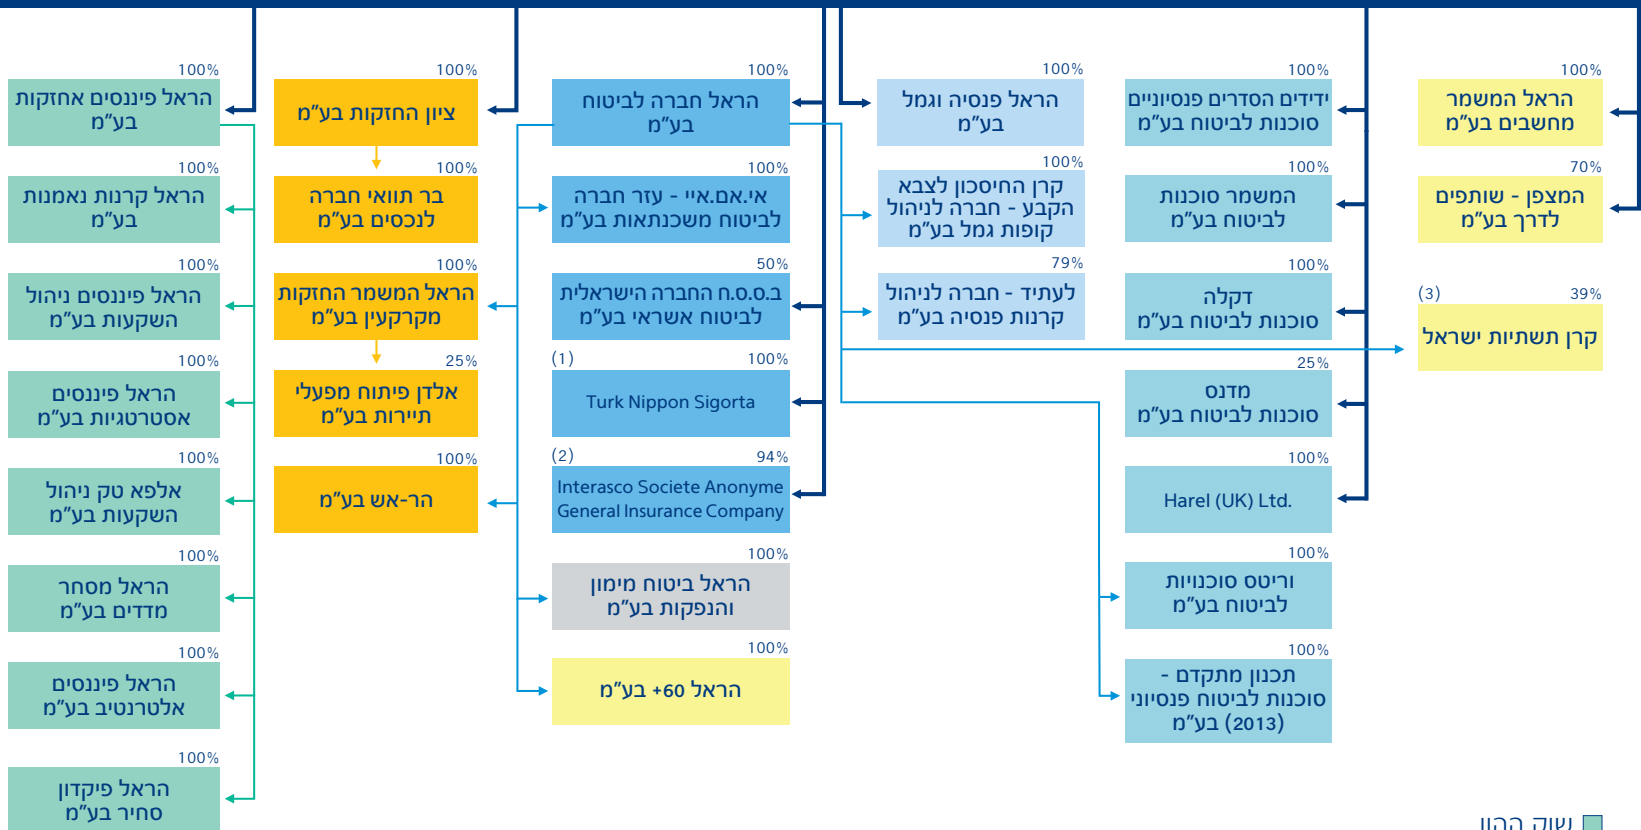 100%
הראל המשמר
מחשבים בע״מ
70%
המצפן - שותפים
לדרך בע״מ
39%
(3)
קרן תשתיות ישראל
100%
ידידים הסדרים פנסיוניים
סוכנות לביטוח בע״מ
100%
המשמר סוכנות
לביטוח בע״מ
100%
דקלה
סוכנות לביטוח בע״מ
25%
מדנס
סוכנות לביטוח בע״מ
100%
Harel (UK) Ltd.
100%
וריטס סוכנויות
לביטוח בע״מ
100%
תכנון מתקדם -
סוכנות לביטוח פנסיוני
(2013) בע״מ
100%
הראל פנסיה וגמל
בע״מ
100%
קרן החיסכון לצבא
הקבע - חברה לניהול
קופות גמל בע״מ
79%
לעתיד - חברה לניהול
קרנות פנסיה בע״מ
100%
הראל חברה לביטוח
בע״מ
100%
אי.אם.איי - עזר חברה
לביטוח משכנתאות בע״מ
50%
ב.ס.ס.ח החברה הישראלית
לביטוח אשראי בע״מ
100%
(1)
Turk Nippon Sigorta
94%
(2)
Interasco Societe Anonyme
General Insurance Company
100%
הראל ביטוח מימון
והנפקות בע״מ
100%
הראל 60+ בע״מ
100%
ציון החזקות בע״מ
100%
בר תוואי חברה
לנכסים בע״מ
100%
הראל המשמר החזקות
מקרקעין בע״מ
25%
אלדן פיתוח מפעלי
תיירות בע״מ
100%
הר-אש בע״מ
100%
הראל פיננסים אחזקות
בע״מ
100%
הראל קרנות נאמנות
בע״מ
100%
הראל פיננסים ניהול
השקעות בע״מ
100%
הראל פיננסים
אסטרטגיות בע״מ
100%
אלפא טק ניהול
השקעות בע״מ
100%
הראל מסחר
מדדים בע״מ
100%
הראל פיננסים
אלטרנטיב בע״מ
100%
הראל פיקדון
סחיר בע״מ
שוק ההון